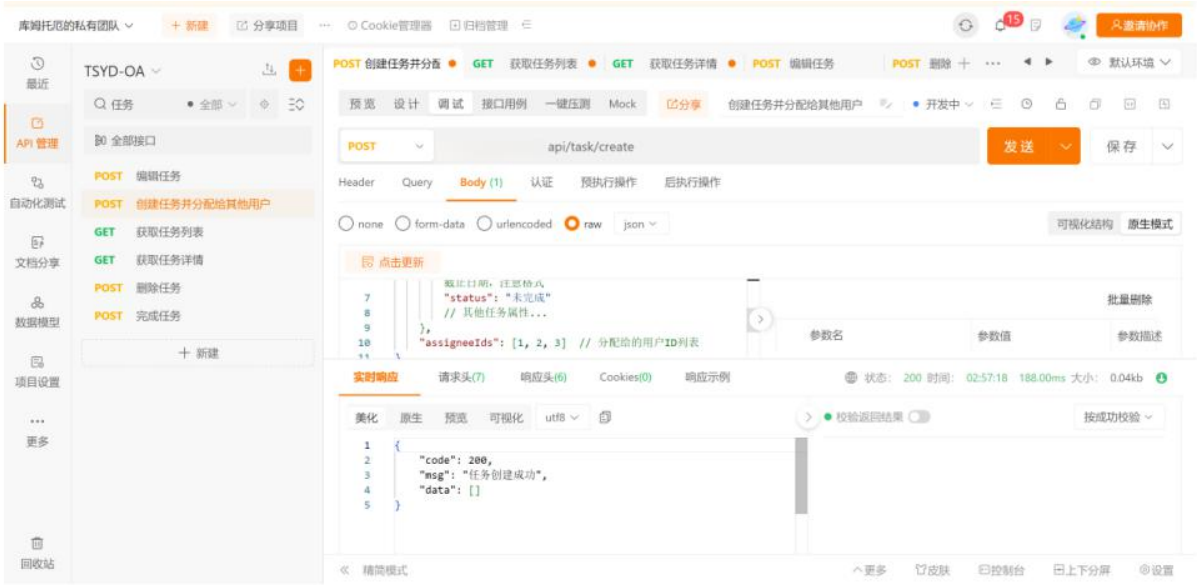 库姆托厄的私有团队 + 新建 分享项目 ··· Cookie管理器 归档管理 15 邀请协作
最近
API 管理
自动化测试
文档分享
数据模型
项目设置
更多
回收站
TSYD-OA
任务 全部
全部接口
POST 编辑任务
POST 创建任务并分配给其他用户
GET 获取任务列表
GET 获取任务详情
POST 删除任务
POST 完成任务
+ 新建
POST 创建任务并分配 GET 获取任务列表 GET 获取任务详情 POST 编辑任务 POST 删除 + ··· 默认环境
预览 设计 调试 接口用例 一键压测 Mock 分享 创建任务并分配给其他用户 开发中
POST api/task/create 发送 保存
Header Query Body (1) 认证 预执行操作 后执行操作
none form-data urlencoded raw json 可视化结构 原生模式
点击更新
截止日期，注意格式
7 "status": "未完成"
8 // 其他任务属性...
9 },
10 "assigneeIds": [1, 2, 3] // 分配给的用户ID列表
11 }
批量删除
参数名 参数值 参数描述
实时响应 请求头(7) 响应头(6) Cookies(0) 响应示例 状态: 200 时间: 02:57:18 188.00ms 大小: 0.04kb
美化 原生 预览 可视化 utf8 校验返回结果 按成功校验
1 {
2 "code": 200,
3 "msg": "任务创建成功",
4 "data": []
5 }
精简模式 更多 皮肤 控制台 上下分屏 设置